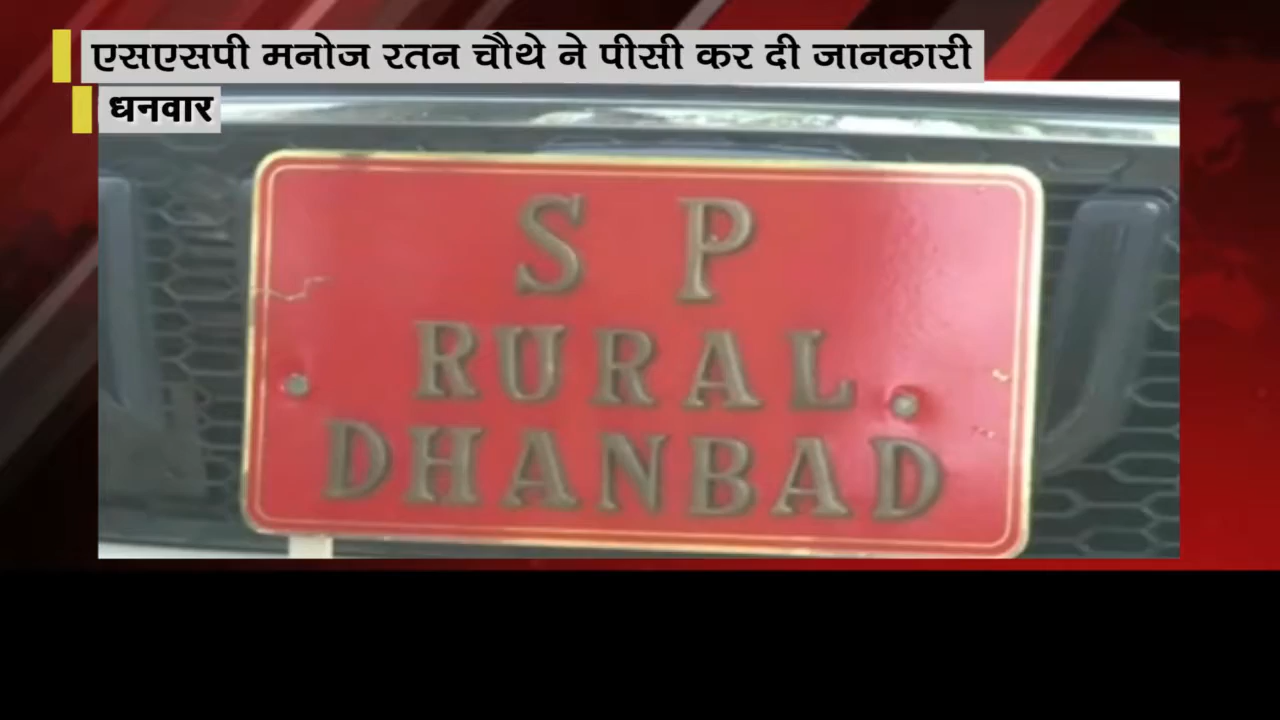 एसएसपी मनोज रतन चौथे ने पीसी कर दी जानकारी
धनवार
S P
RURAL
DHANBAD